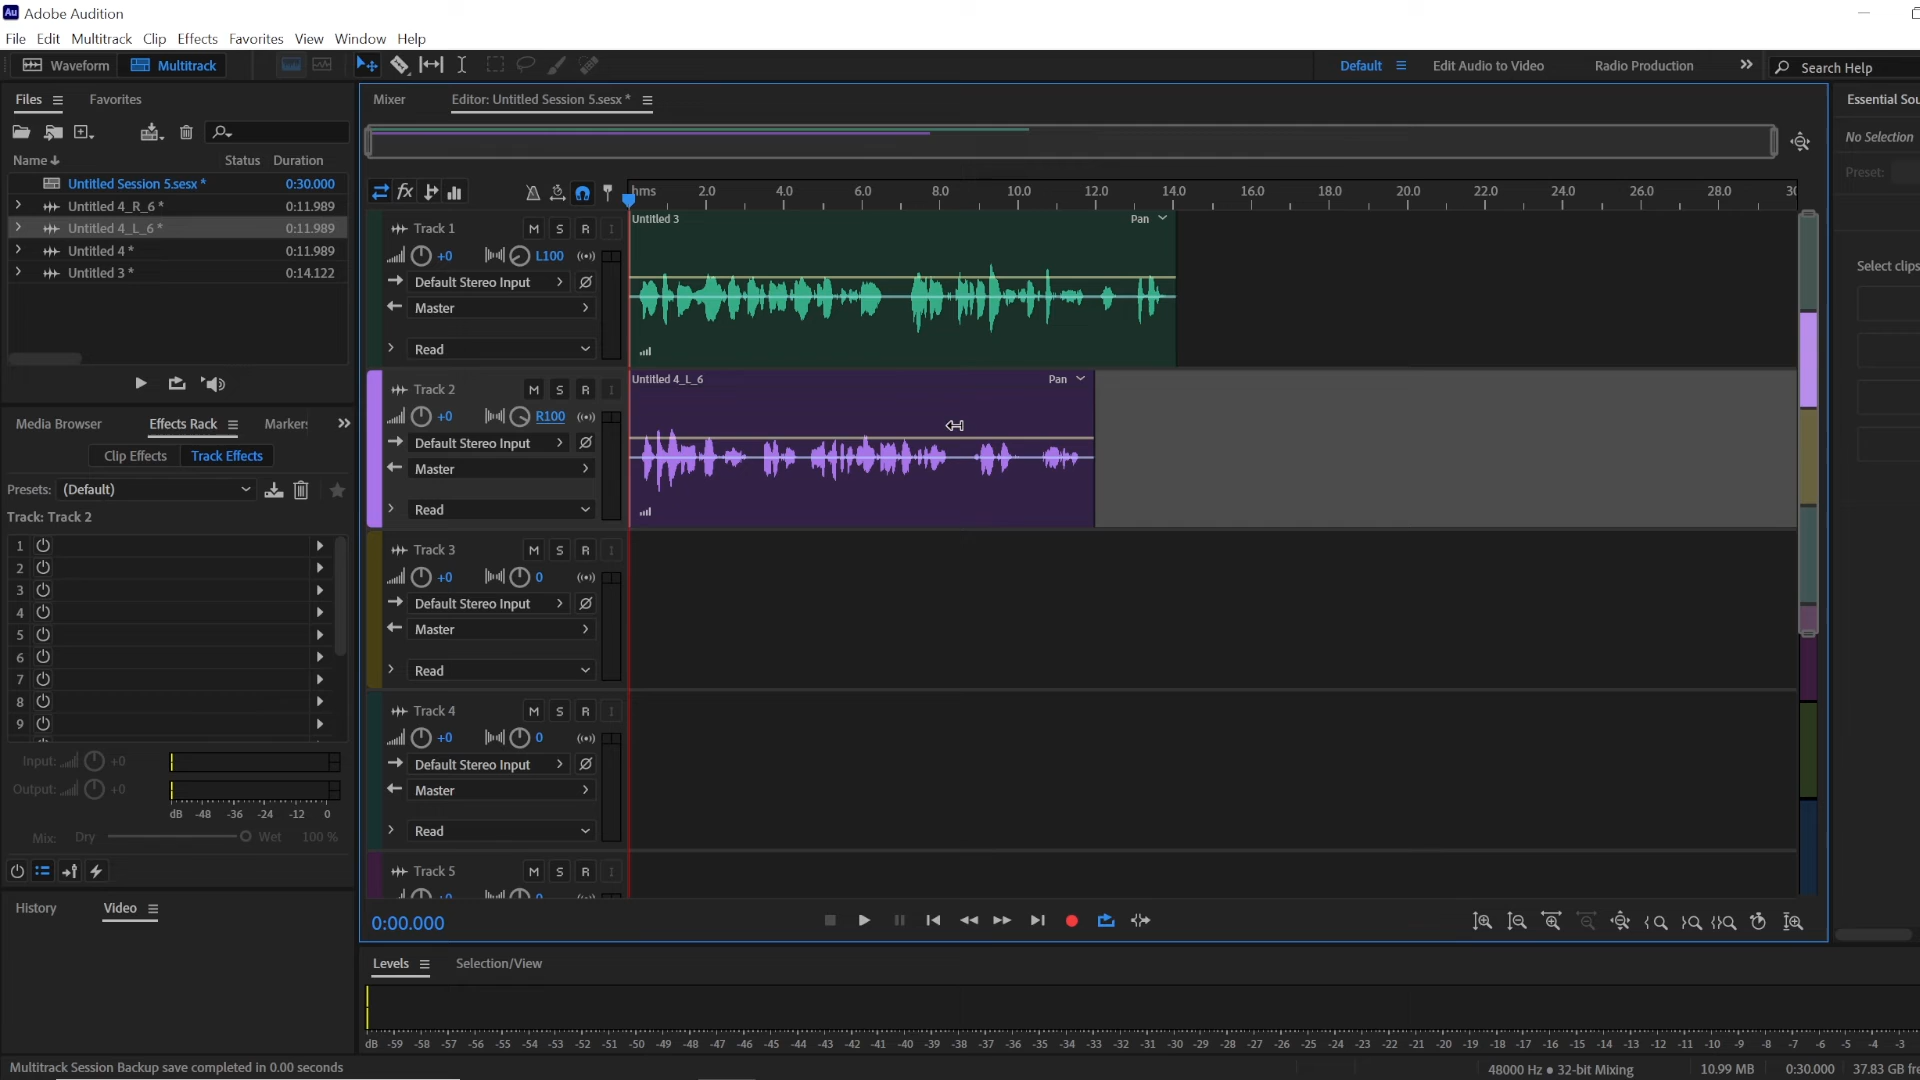 Au Adobe Audition
File Edit Multitrack Clip Effects Favorites View Window Help
Waveform Multitrack Default Edit Audio to Video Radio Production Search Help
Files Favorites
Name Status Duration
Untitled Session 5.sesx * 0:30.000
Untitled 4_R_6 * 0:11.989
Untitled 4_L_6 * 0:11.989
Untitled 4 * 0:11.989
Untitled 3 * 0:14.122
Media Browser Effects Rack Markers
Clip Effects Track Effects
Presets: (Default)
Track: Track 2
1
2
3
4
5
6
7
8
9
Input: +0
Output: +0
dB -48 -36 -24 -12 0
Mix: Dry Wet 100 %
History Video
Mixer Editor: Untitled Session 5.sesx *
fx hms 2.0 4.0 6.0 8.0 10.0 12.0 14.0 16.0 18.0 20.0 22.0 24.0 26.0 28.0 30
Track 1 M S R I
+0 L100
Default Stereo Input
Master
Read
Untitled 3 Pan
Track 2 M S R I
+0 R100
Default Stereo Input
Master
Read
Untitled 4_L_6 Pan
Track 3 M S R I
+0 0
Default Stereo Input
Master
Read
Track 4 M S R I
+0 0
Default Stereo Input
Master
Read
Track 5 M S R I
0:00.000
Levels Selection/View
dB -59 -58 -57 -56 -55 -54 -53 -52 -51 -50 -49 -48 -47 -46 -45 -44 -43 -42 -41 -40 -39 -38 -37 -36 -35 -34 -33 -32 -31 -30 -29 -28 -27 -26 -25 -24 -23 -22 -21 -20 -19 -18 -17 -16 -15 -14 -13 -12 -11 -10 -9 -8 -7 -6 -5 -4 -3
Essential Sou
No Selection
Preset:
Select clips
Multitrack Session Backup save completed in 0.00 seconds
48000 Hz • 32-bit Mixing 10.99 MB 0:30.000 37.83 GB fre